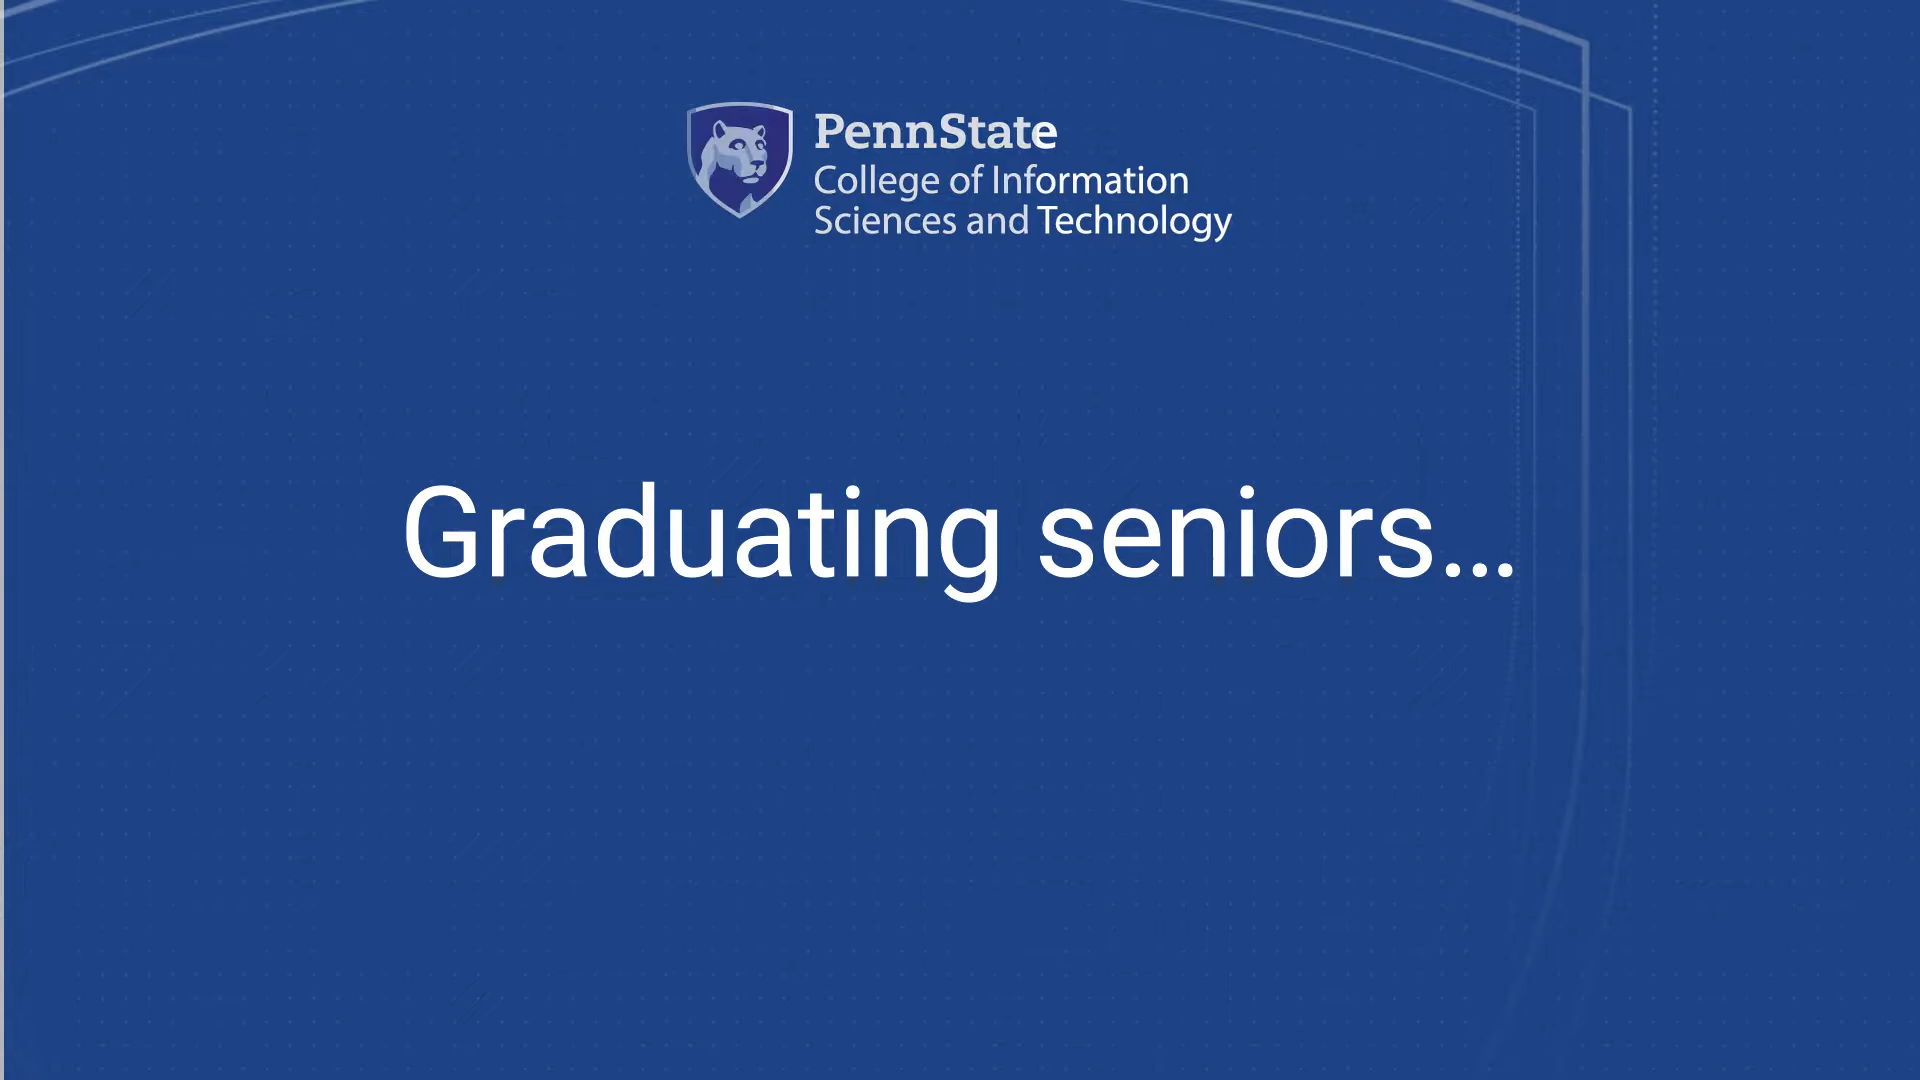 PennState
College of Information
Sciences and Technology
Graduating seniors...